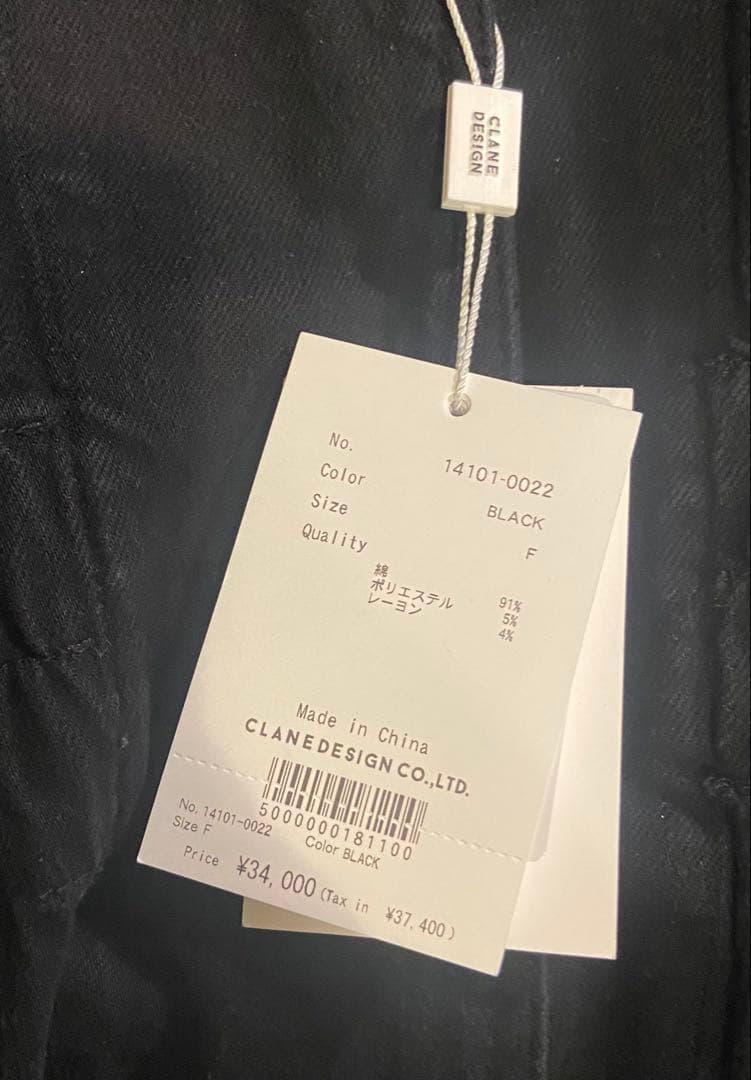 CLANE
DESIGN
No. 14101-0022
Color BLACK
Size F
Quality
綿 91%
ポリエステル 5%
レーヨン 4%
Made in China
CLANEDESIGN CO.,LTD.
5000000181100
No. 14101-0022
Size F Color BLACK
Price ¥34,000 (Tax in ¥37,400)